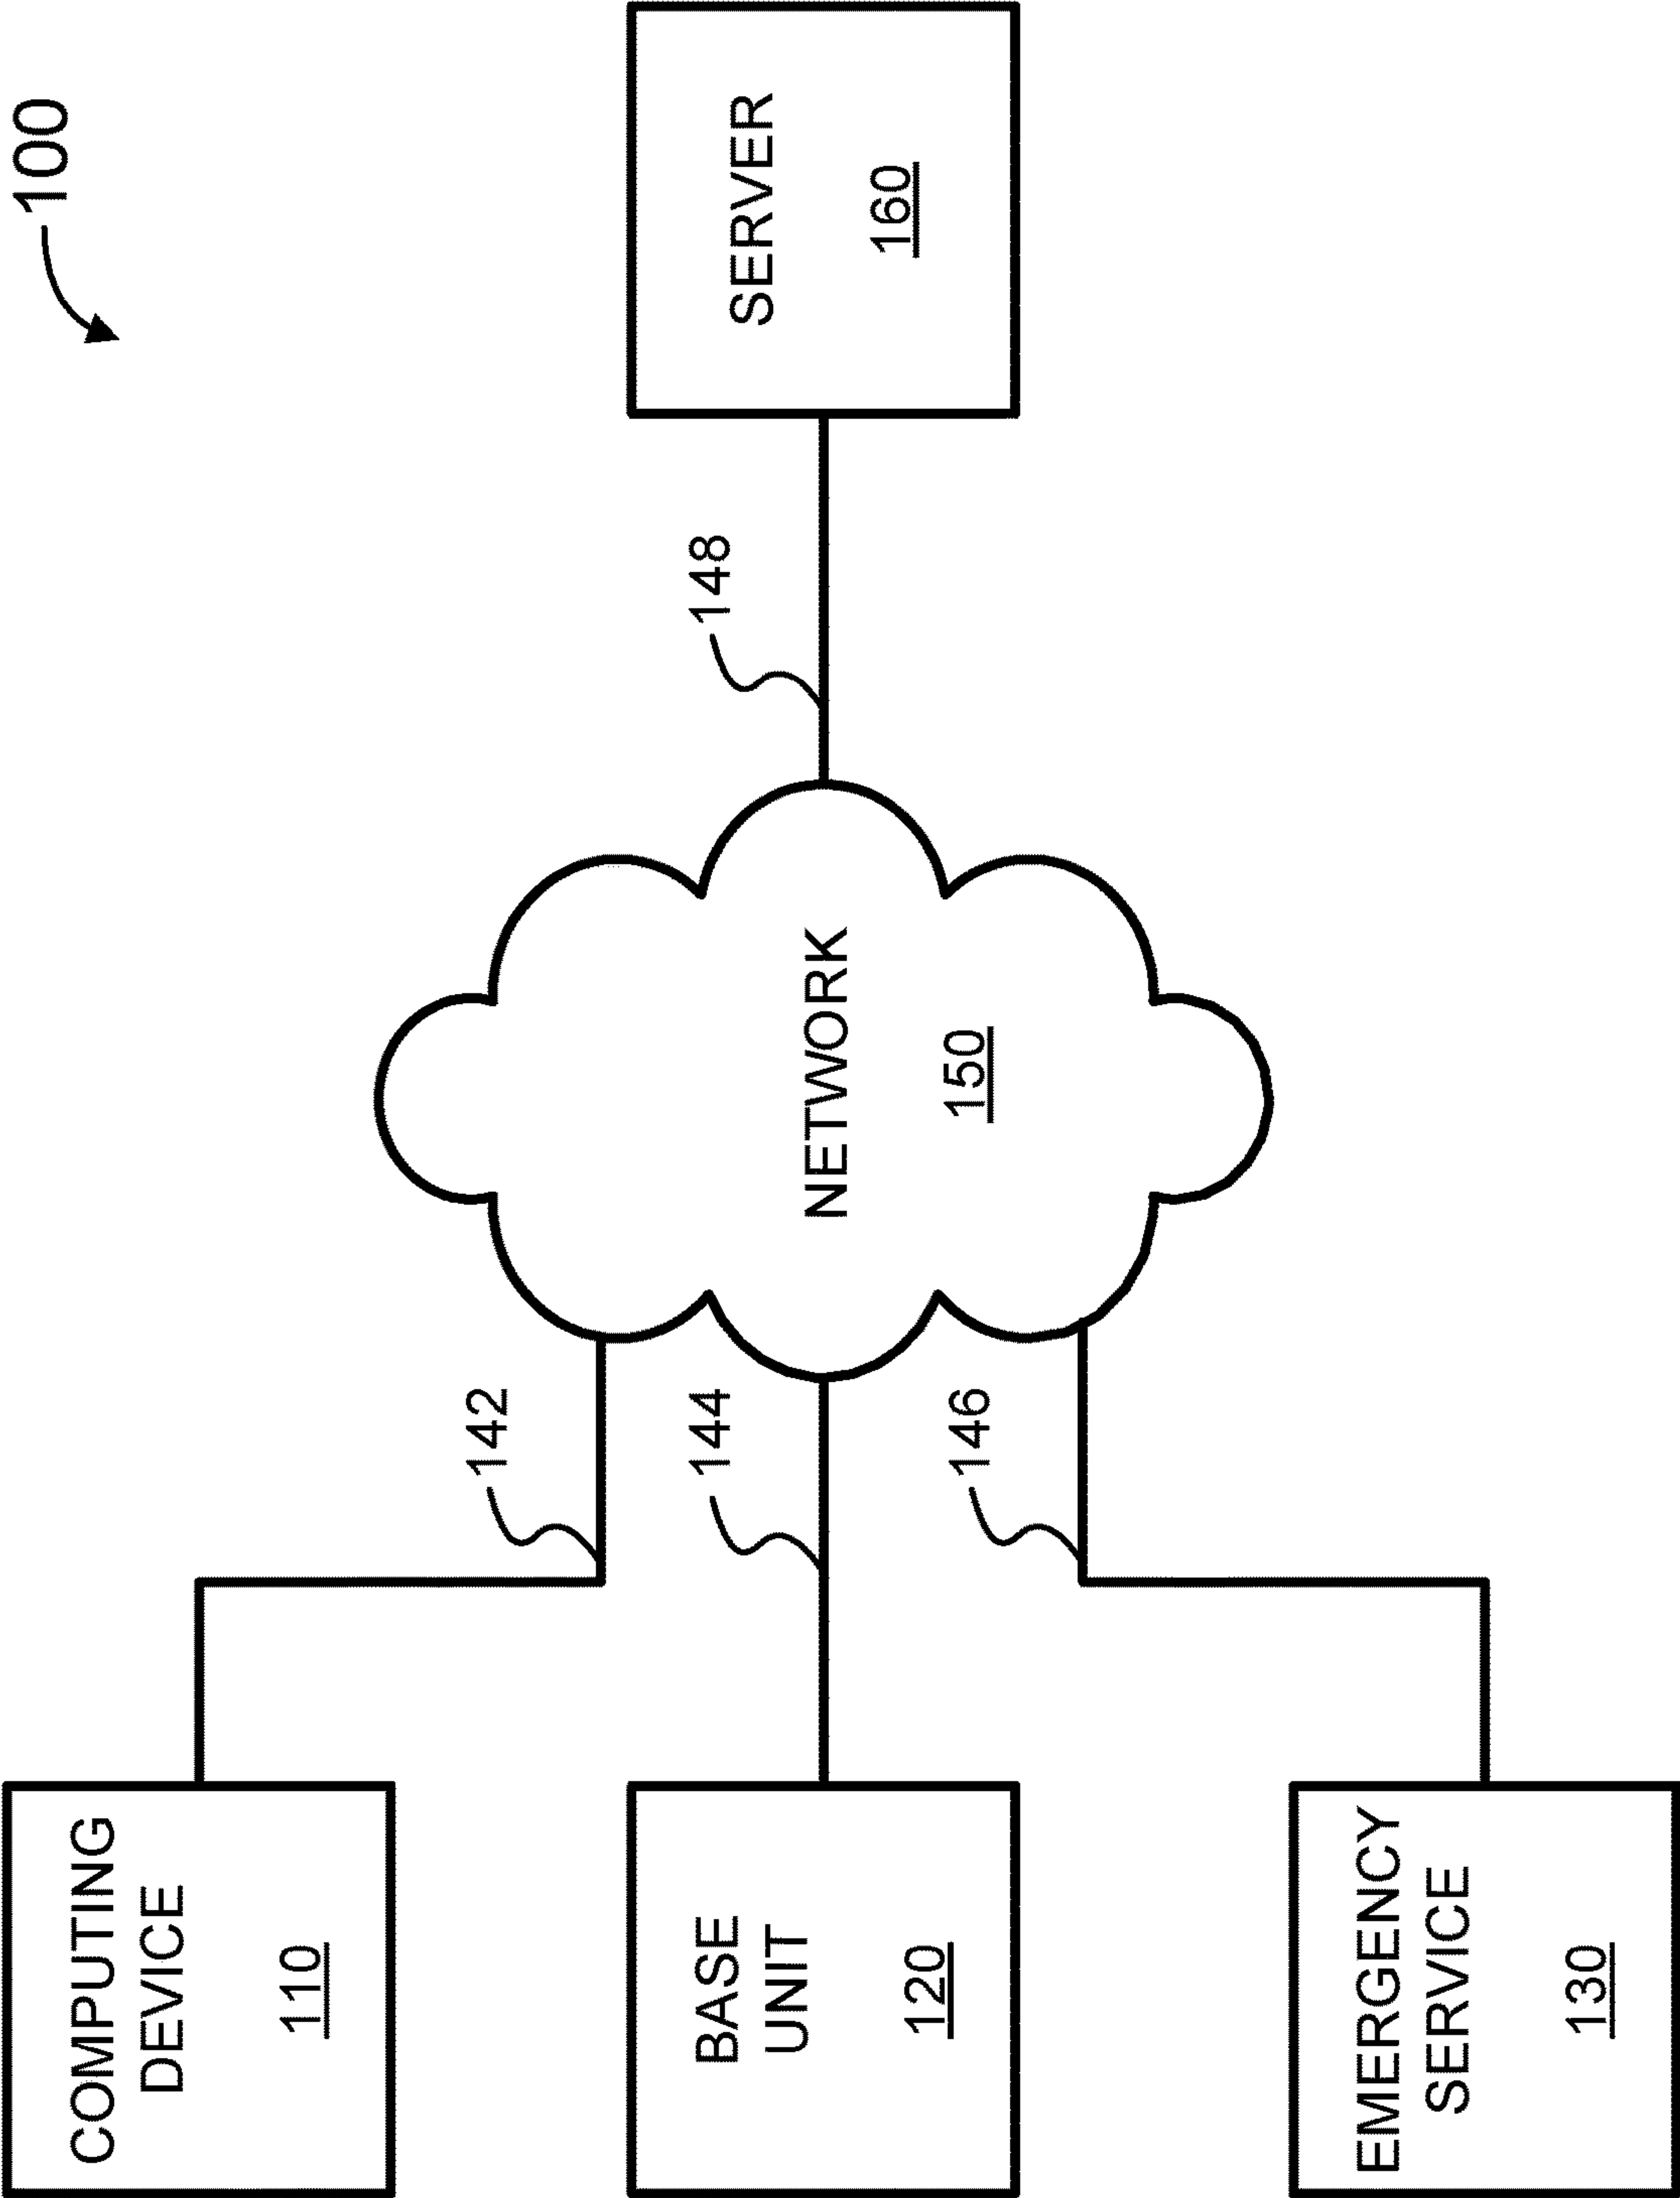 100
COMPUTING
DEVICE
110
142
BASE
UNIT
120
144
NETWORK
150
148
SERVER
160
146
EMERGENCY
SERVICE
130